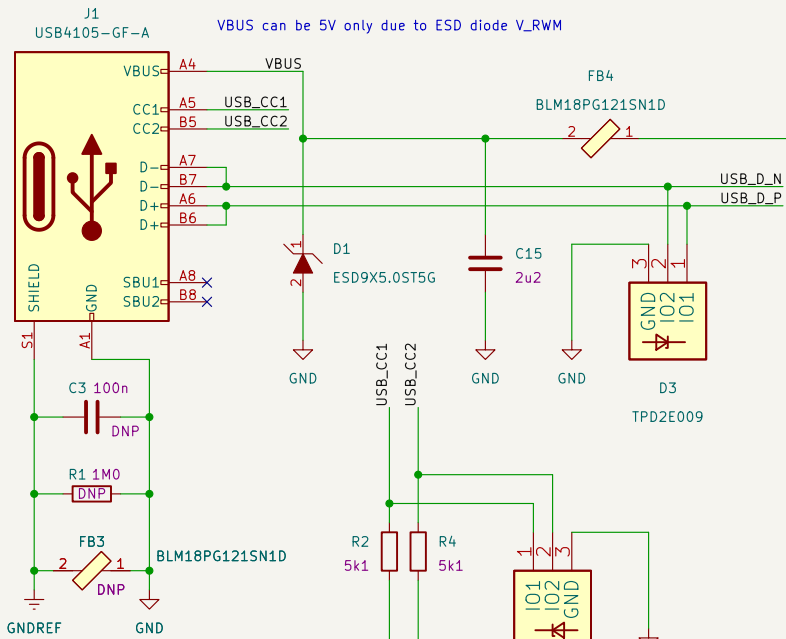 J1
USB4105-GF-A
VBUS can be 5V only due to ESD diode V_RWM
VBUS
A4
VBUS
CC1
A5
USB_CC1
CC2
B5
USB_CC2
D-
A7
D-
B7
D+
A6
D+
B6
SBU1
A8
SBU2
B8
SHIELD
GND
S1
A1
FB4
BLM18PG121SN1D
2
1
USB_D_N
USB_D_P
1
D1
ESD9X5.0ST5G
2
GND
C15
2u2
GND
GND
3
2
1
GND
IO2
IO1
D3
TPD2E009
C3 100n
DNP
R1 1M0
DNP
FB3
BLM18PG121SN1D
2
1
DNP
GNDREF
GND
USB_CC1
USB_CC2
R2
5k1
R4
5k1
1
2
3
IO1
IO2
GND